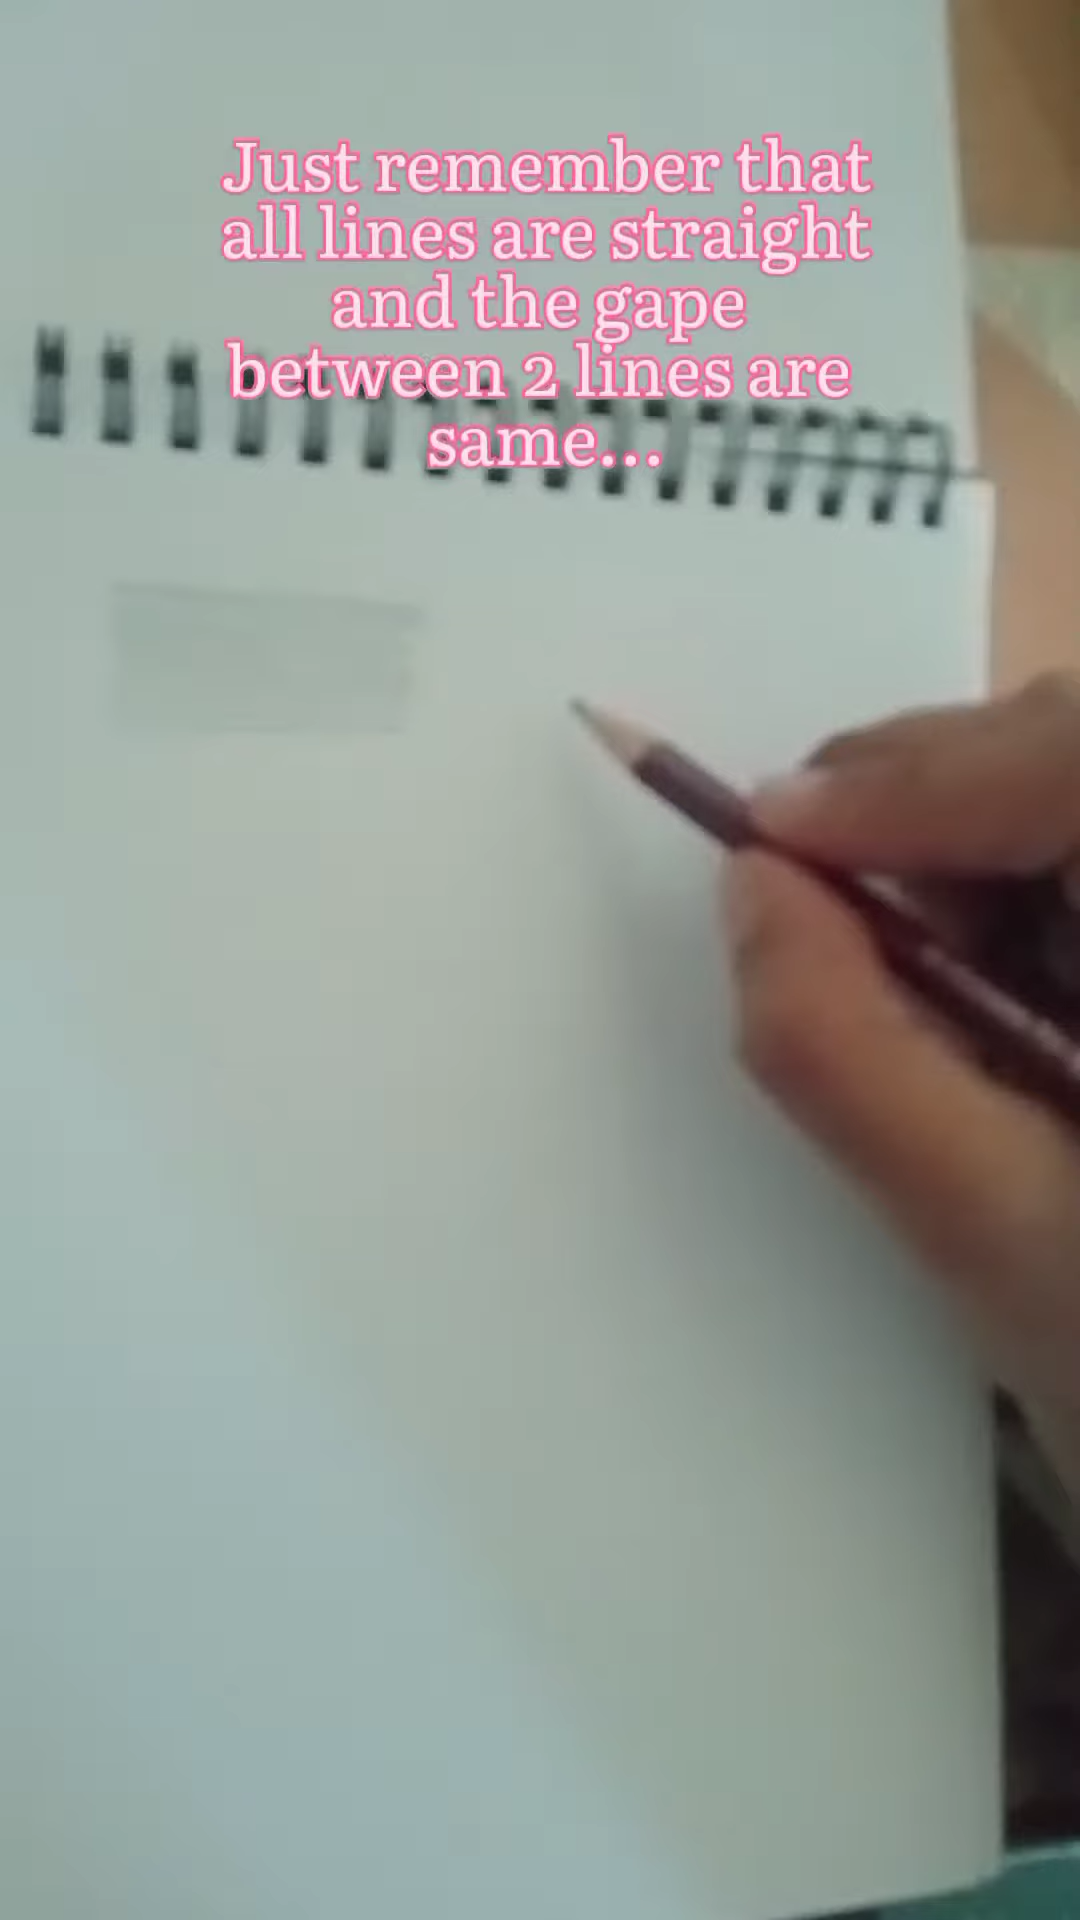 Just remember that
all lines are straight
and the gape
between 2 lines are
same...